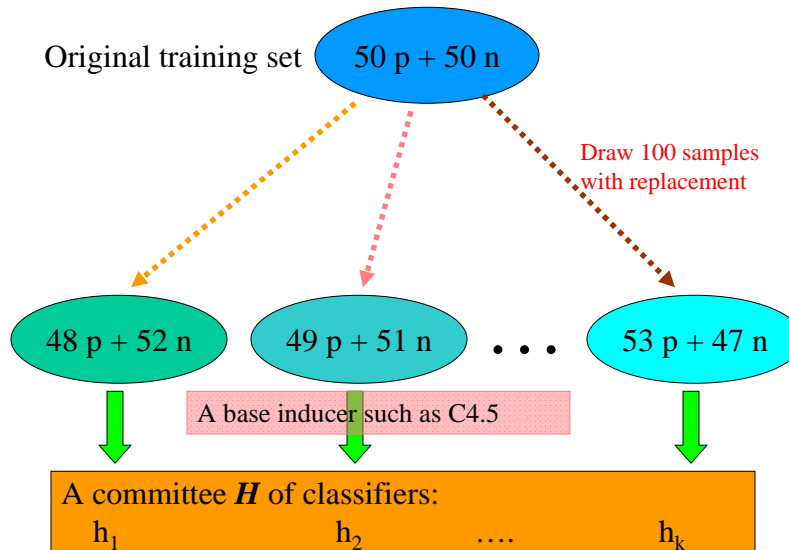 Original training set
50 p + 50 n
Draw 100 samples
with replacement
48 p + 52 n
49 p + 51 n
• • •
53 p + 47 n
A base inducer such as C4.5
A committee H of classifiers:
h₁ h₂ …. hₖ